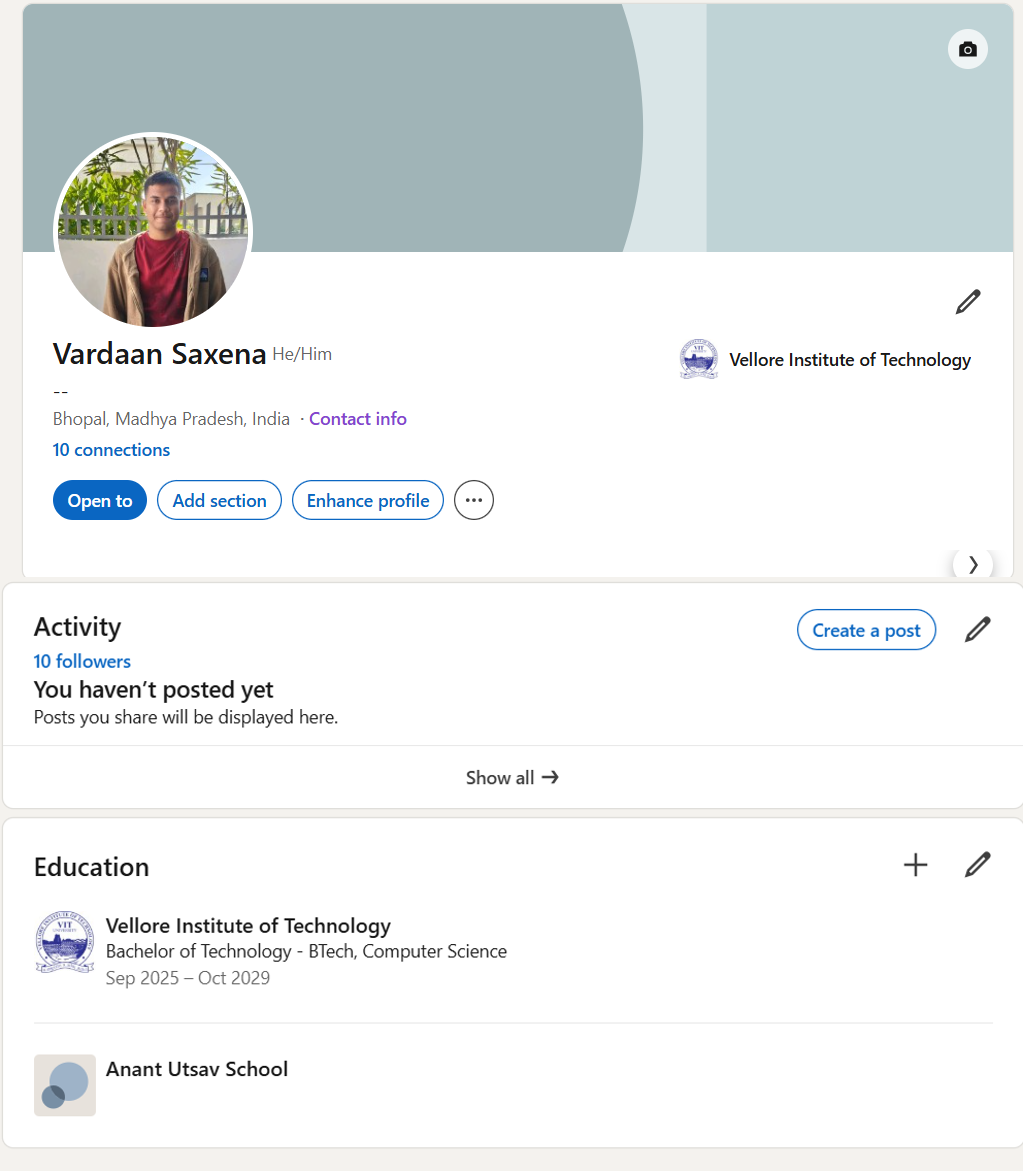 Vardaan Saxena He/Him
Vellore Institute of Technology
--
Bhopal, Madhya Pradesh, India · Contact info
10 connections
Open to
Add section
Enhance profile
Activity
Create a post
10 followers
You haven’t posted yet
Posts you share will be displayed here.
Show all →
Education
Vellore Institute of Technology
Bachelor of Technology - BTech, Computer Science
Sep 2025 – Oct 2029
Anant Utsav School